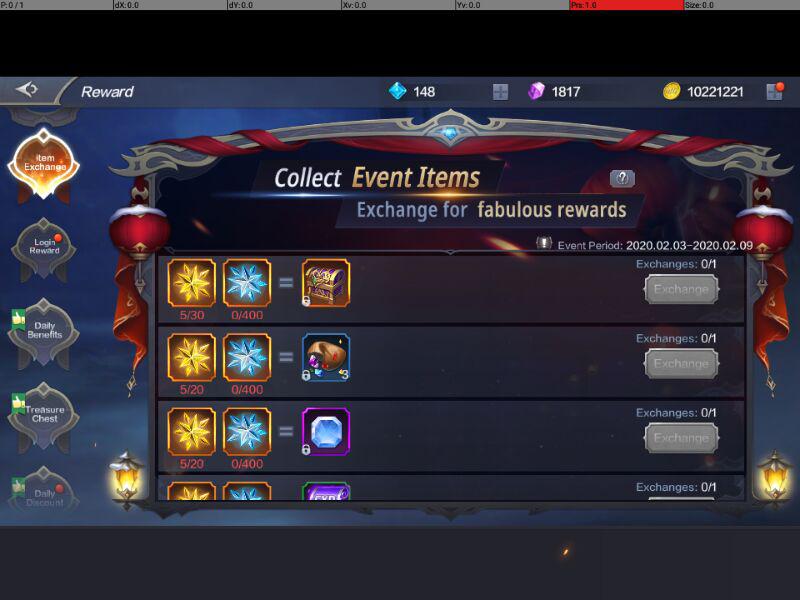 P: 0 / 1
dX: 0.0
dY: 0.0
Xv: 0.0
Yv: 0.0
Prs: 1.0
Size: 0.0
Reward
148
1817
10221221
Item
Exchange
Login
Reward
Daily
Benefits
Treasure
Chest
Daily
Discount
Collect Event Items
?
Exchange for fabulous rewards
Event Period: 2020.02.03-2020.02.09
5/30
0/400
=
Exchanges: 0/1
Exchange
5/20
0/400
=
3
Exchanges: 0/1
Exchange
5/20
0/400
=
Exchanges: 0/1
Exchange
Exchanges: 0/1